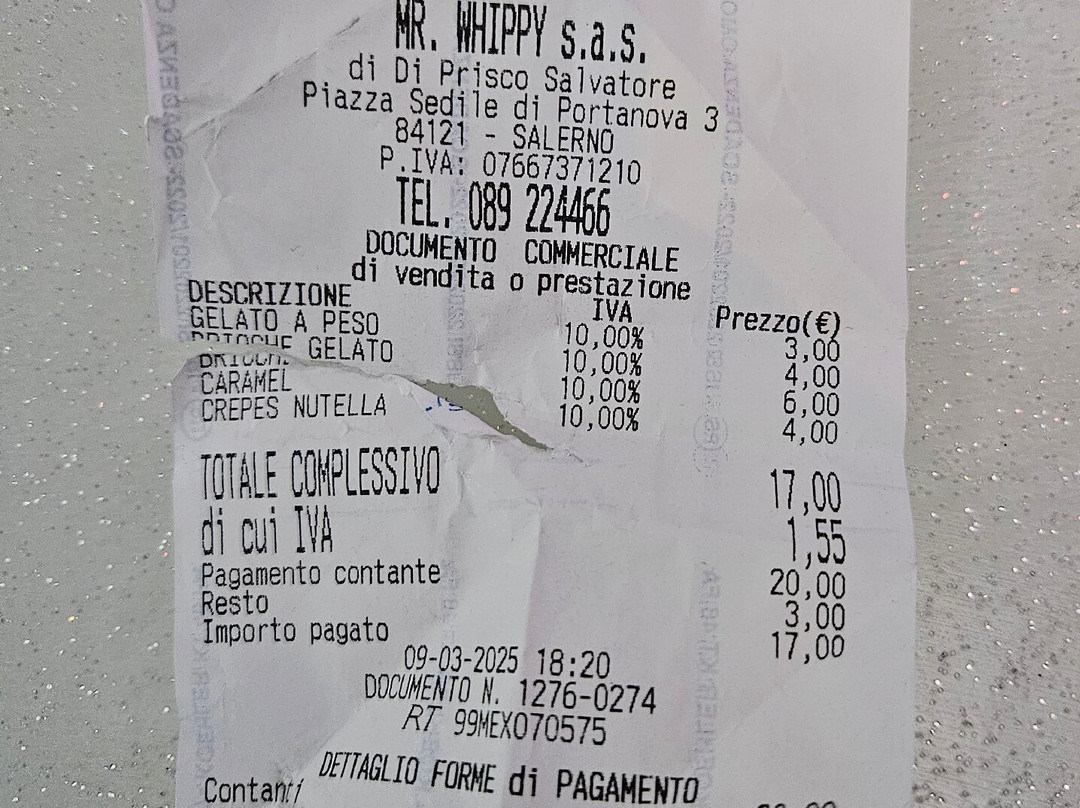 MR. WHIPPY s.a.s.
di Di Prisco Salvatore
Piazza Sedile di Portanova 3
84121 - SALERNO
P.IVA: 07667371210
TEL. 089 224466
DOCUMENTO COMMERCIALE
di vendita o prestazione
DESCRIZIONE IVA Prezzo(€)
GELATO A PESO 10,00% 3,00
BRIOCHE GELATO 10,00% 4,00
CARAMEL 10,00% 6,00
CREPES NUTELLA 10,00% 4,00
TOTALE COMPLESSIVO 17,00
di cui IVA 1,55
Pagamento contante 20,00
Resto 3,00
Importo pagato 17,00
09-03-2025 18:20
DOCUMENTO N. 1276-0274
RT 99MEX070575
DETTAGLIO FORME di PAGAMENTO
Contanti